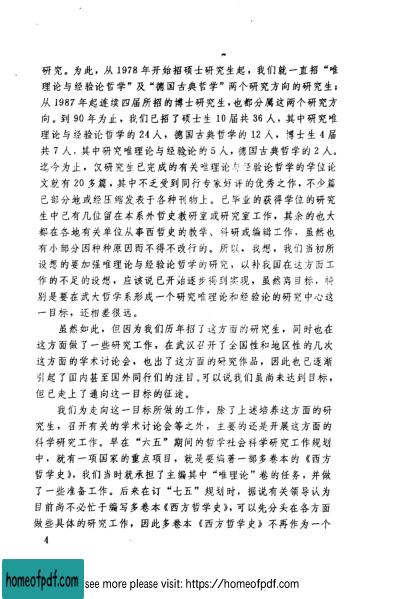 研究。为此，从1978年开始招硕士研究生起，我们就一直招“唯
理论与经验论哲学”及“德国古典哲学”两个研究方向的研究生；
从1987年起连续四届所招的博士研究生，也都分属这两个研究方
向。到90年为止，我们已招了硕士生10届共36人，其中研究唯
理论与经验论哲学的24人，德国古典哲学的12人，博士生4届
共7人，其中研究唯理论与经验论的5人，德国古典哲学的2人。
迄今为止，仅研究生已完成的有关唯理论与经验论哲学的学位论
文就有20多篇，其中不乏受到同行专家好评的优秀之作，不少篇
已部分地或经压缩发表于各种刊物上。已毕业的获得学位的研究
生中已有几位留在本系外哲史教研室或研究室工作，其余的也大
都在各地有关单位从事西哲史的教学、科研或编辑工作，虽然也
有小部分因种种原因而不得不改行的。所以，我想，我们当初所
设想的要加强唯理论与经验论哲学的研究，以补我国在这方面工
作的不足的设想，应该说已开始逐步得到实现，虽然离目标，特
别是要在武大哲学系形成一个研究唯理论和经验论的研究中心这
一目标，还相差很远。
虽然如此，但因为我们历年招了这方面的研究生，同时也在
这方面做了一些研究工作，在武汉召开了全国性和地区性的几次
这方面的学术讨论会，也出了这方面的研究作品，因此也已逐渐
引起了国内甚至国外同行们的注目。可以说我们虽尚未达到目标，
但已走上了通向这一目标的征途。
我们为走向这一目标所做的工作，除了上述培养这方面的研
究生，召开有关的学术讨论会等之外，主要的还是开展这方面的
科学研究工作。早在“六五”期间的哲学社会科学研究工作规划
中，就有一项国家的重点项目，就是要编著一部多卷本的《西方
哲学史》，我们当时就承担了主编其中“唯理论”卷的任务，并做
了一些准备工作。后来在订“七五”规划时，据说有关领导认为
目前尚不必忙于编写多卷本《西方哲学史》，可以先分头在各方面
做些具体的研究工作，因此多卷本《西方哲学史》不再作为一个
4
homeofpdf.com
see more please visit: https://homeofpdf.com